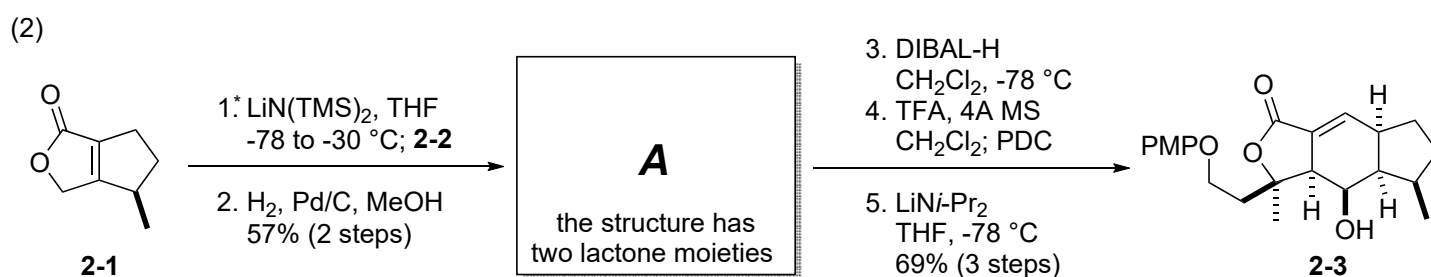 (2)
O
O
2-1
1.* LiN(TMS)2, THF
-78 to -30 °C; 2-2
2. H2, Pd/C, MeOH
57% (2 steps)
A
the structure has
two lactone moieties
3. DIBAL-H
CH2Cl2, -78 °C
4. TFA, 4A MS
CH2Cl2; PDC
5. LiNi-Pr2
THF, -78 °C
69% (3 steps)
O
H
PMP
O
O
H
H
OH
2-3